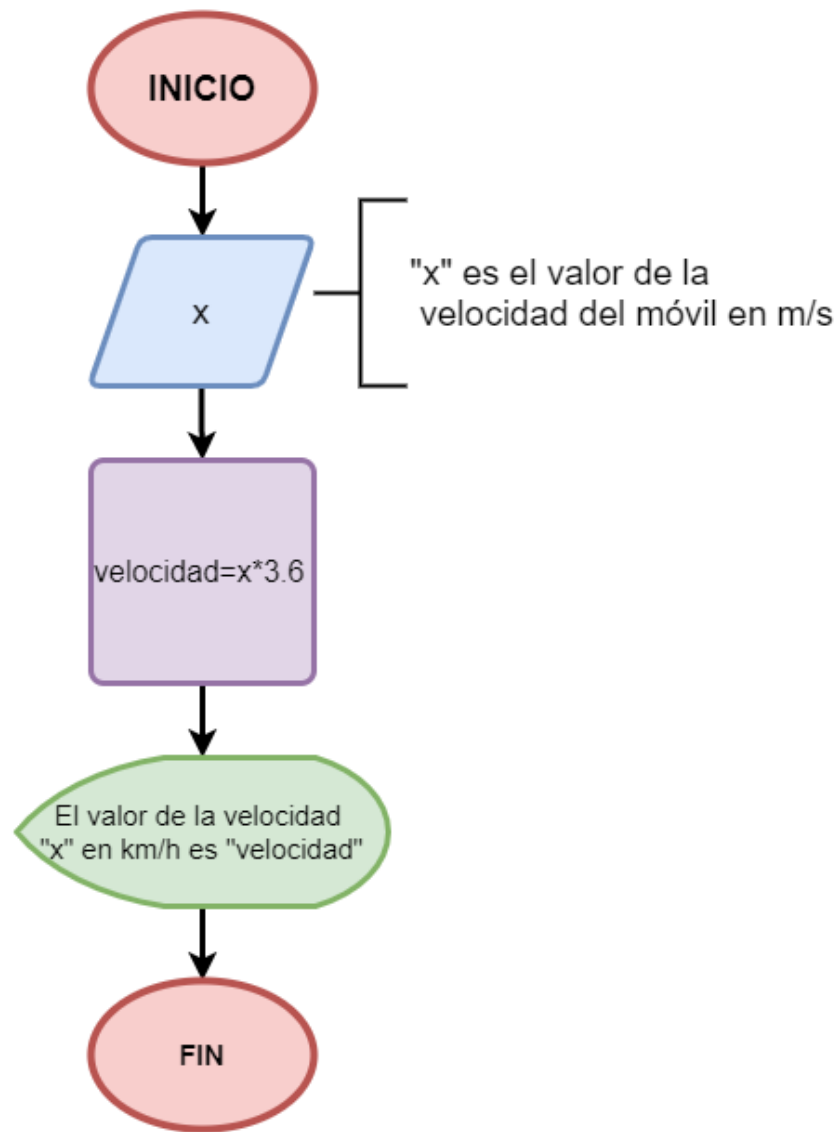 INICIO
x
"x" es el valor de la
velocidad del móvil en m/s
velocidad=x*3.6
El valor de la velocidad
"x" en km/h es "velocidad"
FIN